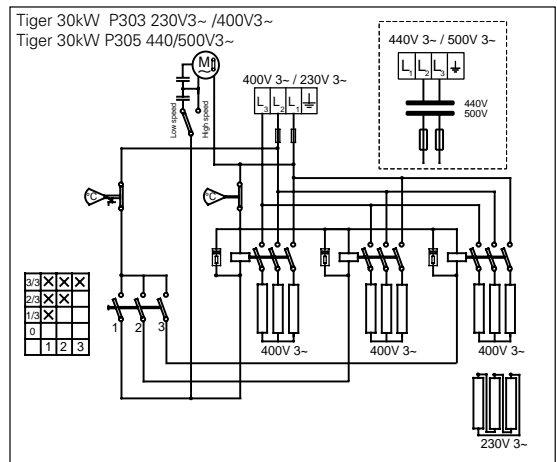 Tiger 30kW P303 230V3~ /400V3~
Tiger 30kW P305 440/500V3~
M
Low speed
High speed
400V 3~ / 230V 3~
L3 L2 L1
440V 3~ / 500V 3~
L1 L2 L3
440V
500V
°C
°C
3/3 X X X
2/3 X X
1/3 X
0
1 2 3
1 2 3
400V 3~
400V 3~
400V 3~
230V 3~